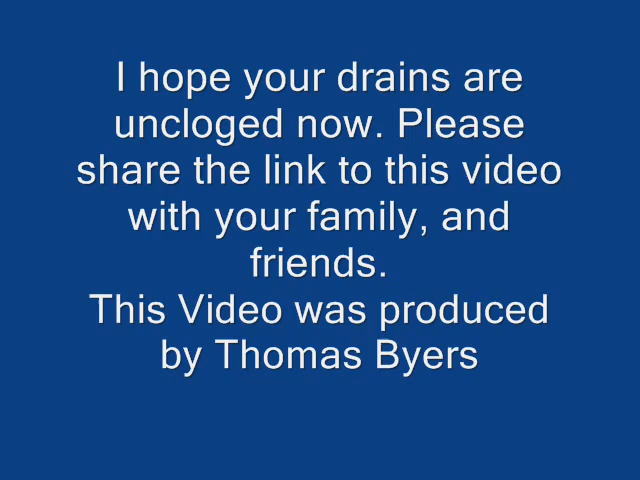 I hope your drains are
uncloged now. Please
share the link to this video
with your family, and
friends.
This Video was produced
by Thomas Byers